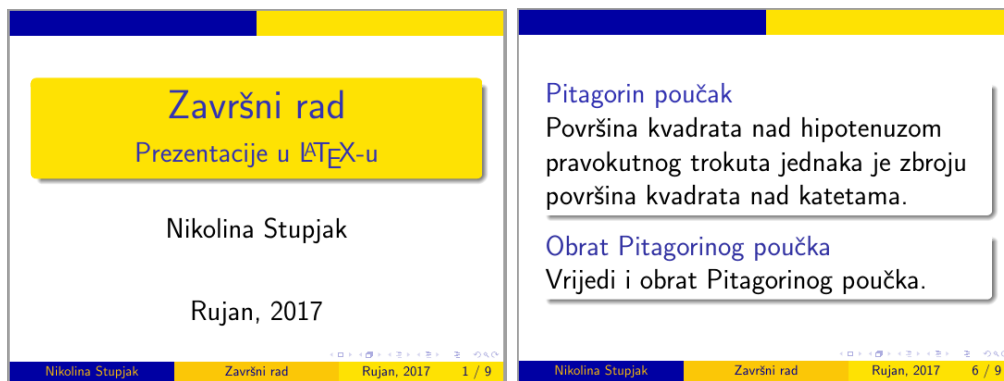 Završni rad
Prezentacije u LATEX-u
Nikolina Stupjak
Rujan, 2017
Nikolina Stupjak Završni rad Rujan, 2017 1 / 9
Pitagorin poučak
Površina kvadrata nad hipotenuzom
pravokutnog trokuta jednaka je zbroju
površina kvadrata nad katetama.
Obrat Pitagorinog poučka
Vrijedi i obrat Pitagorinog poučka.
Nikolina Stupjak Završni rad Rujan, 2017 6 / 9